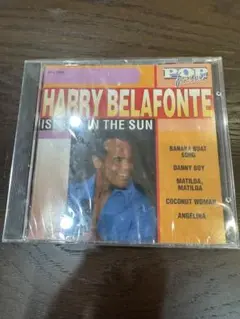 POP
HARRY BELAFONTE
IN THE SUN
BANANA BOAT
SONG
DANNY BOY
MATILDA,
MATILDA
COCONUT WOMAN
ANGELINA